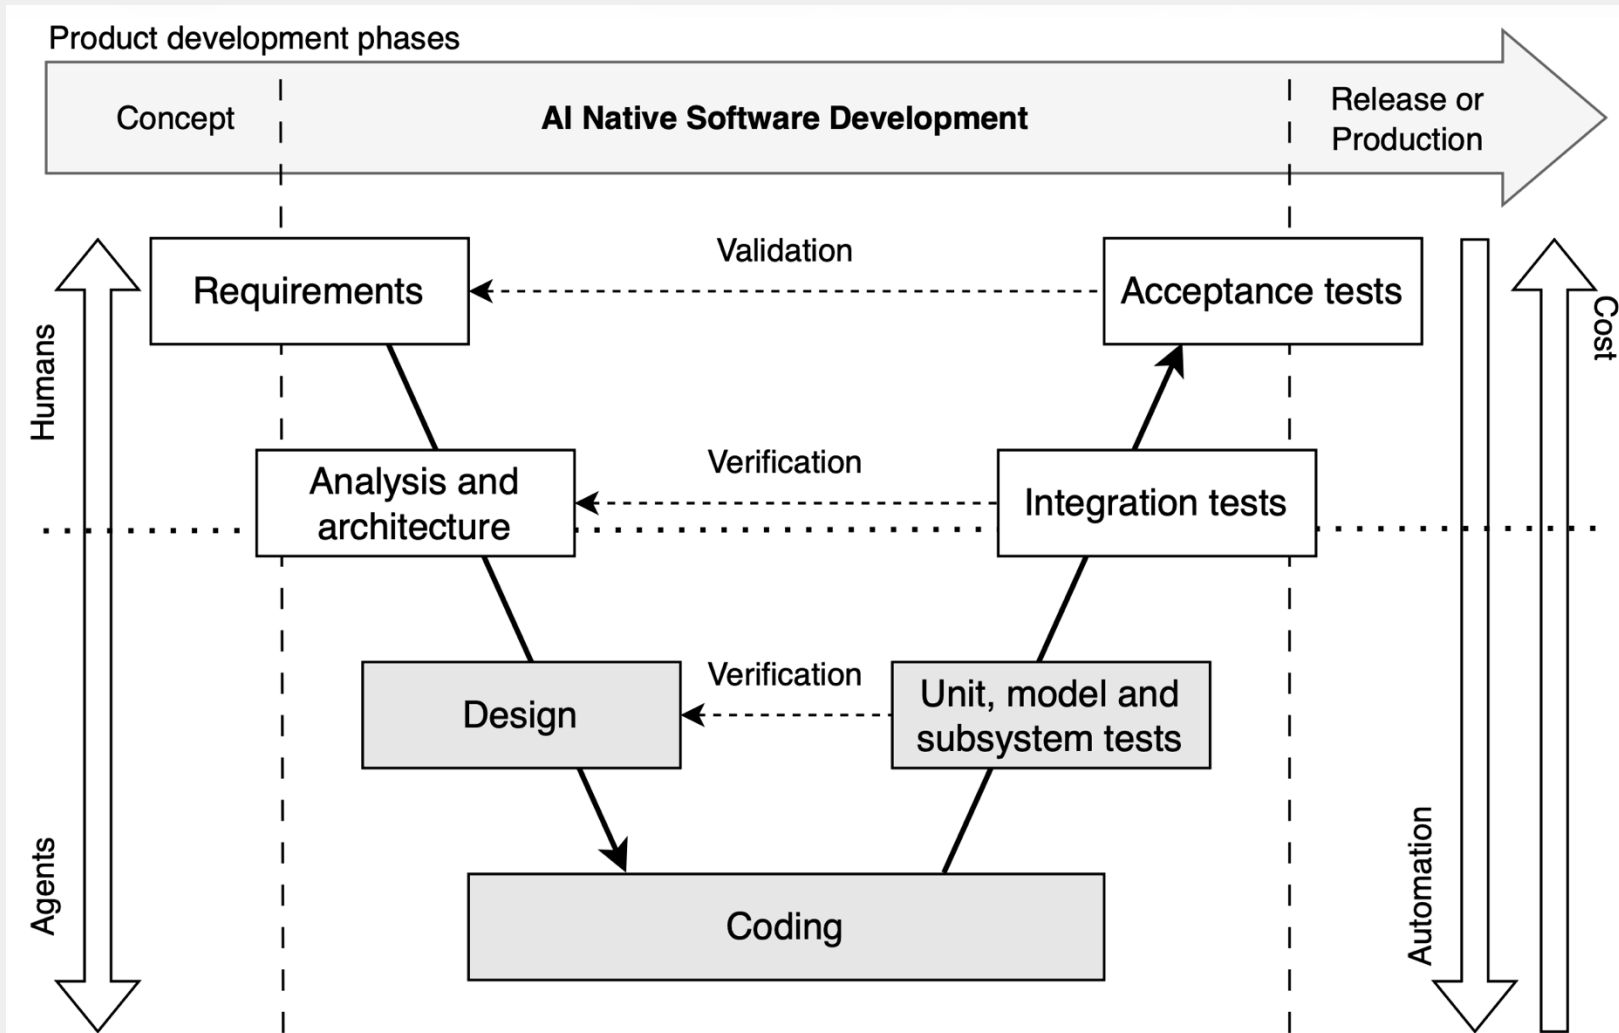 Product development phases
Concept
AI Native Software Development
Release or
Production
Requirements
Validation
Acceptance tests
Humans
Cost
Analysis and
architecture
Verification
Integration tests
Design
Verification
Unit, model and
subsystem tests
Agents
Automation
Coding